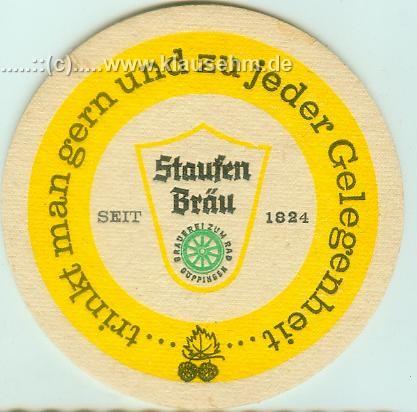 .....::(c).....www.klausehm.de
.....trinkt man gern und zu jeder Gelegenheit.....
Staufen
Bräu
SEIT 1824
BRAUEREI ZUM RAD
GÖPPINGEN